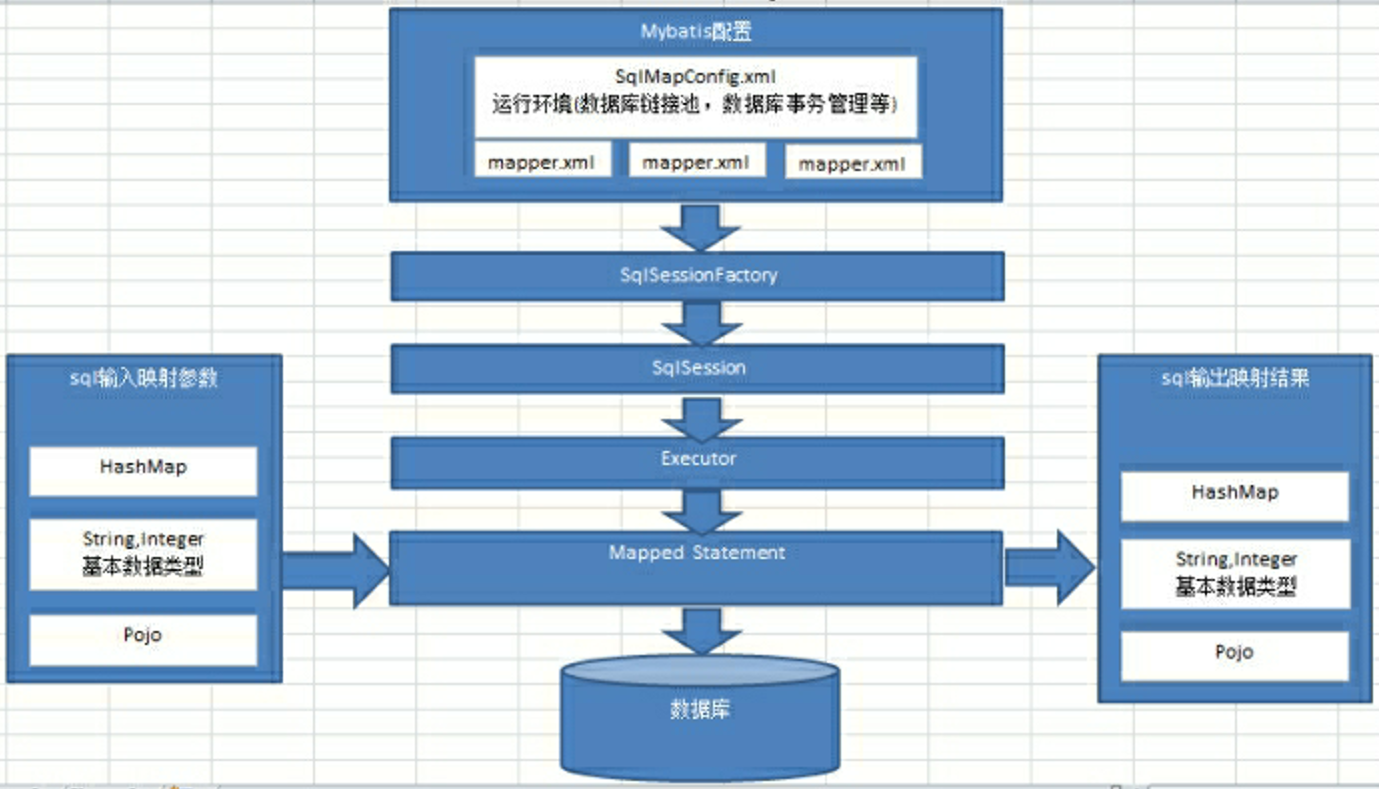 Mybatis配置
SqlMapConfig.xml
运行环境(数据库链接池，数据库事务管理等)
mapper.xml
mapper.xml
mapper.xml
SqlSessionFactory
SqlSession
Executor
Mapped Statement
数据库
sql输入映射参数
HashMap
String,Integer
基本数据类型
Pojo
sql输出映射结果
HashMap
String,Integer
基本数据类型
Pojo